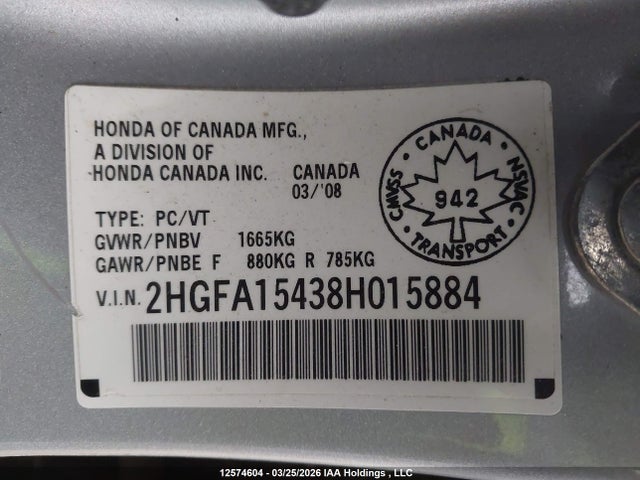 HONDA OF CANADA MFG.,
A DIVISION OF
HONDA CANADA INC. CANADA
03/'08
CANADA
CMVSS 942 NSVAC
TRANSPORT
TYPE: PC/VT
GVWR/PNBV 1665KG
GAWR/PNBE F 880KG R 785KG
V.I.N. 2HGFA15438H015884
12574604 - 03/25/2026 IAA Holdings , LLC